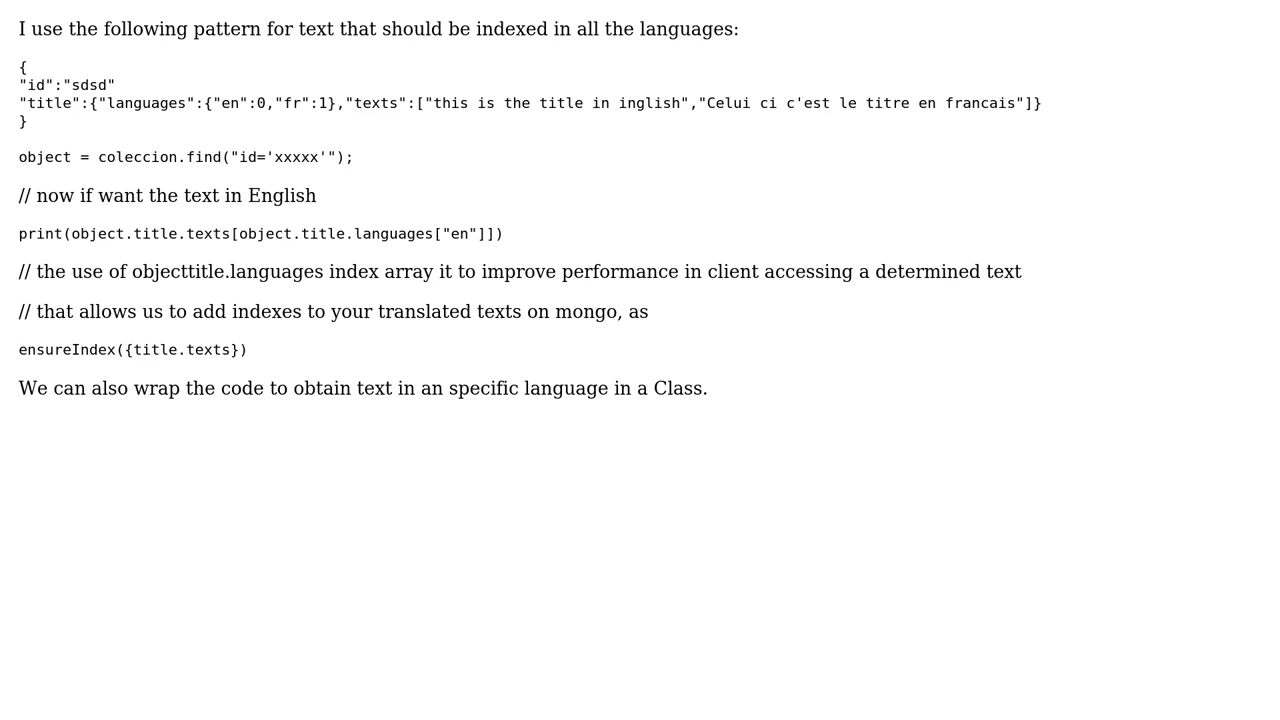 I use the following pattern for text that should be indexed in all the languages:
{
"id":"sdsd"
"title":{"languages":{"en":0,"fr":1},"texts":["this is the title in inglish","Celui ci c'est le titre en francais"]}
}
object = coleccion.find("id='xxxxx'");
// now if want the text in English
print(object.title.texts[object.title.languages["en"]])
// the use of objecttitle.languages index array it to improve performance in client accessing a determined text
// that allows us to add indexes to your translated texts on mongo, as
ensureIndex({title.texts})
We can also wrap the code to obtain text in an specific language in a Class.